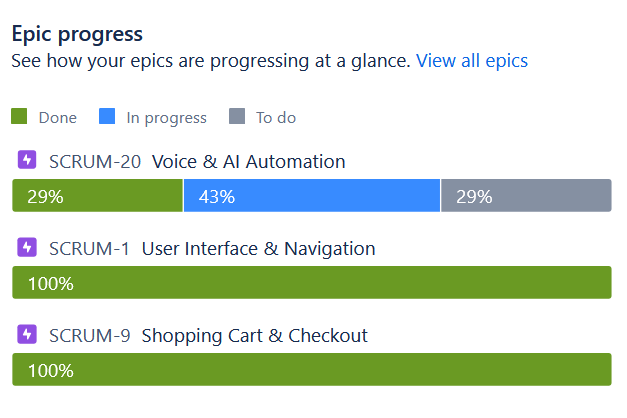 Epic progress
See how your epics are progressing at a glance. View all epics
Done In progress To do
SCRUM-20 Voice & AI Automation
29% 43% 29%
SCRUM-1 User Interface & Navigation
100%
SCRUM-9 Shopping Cart & Checkout
100%